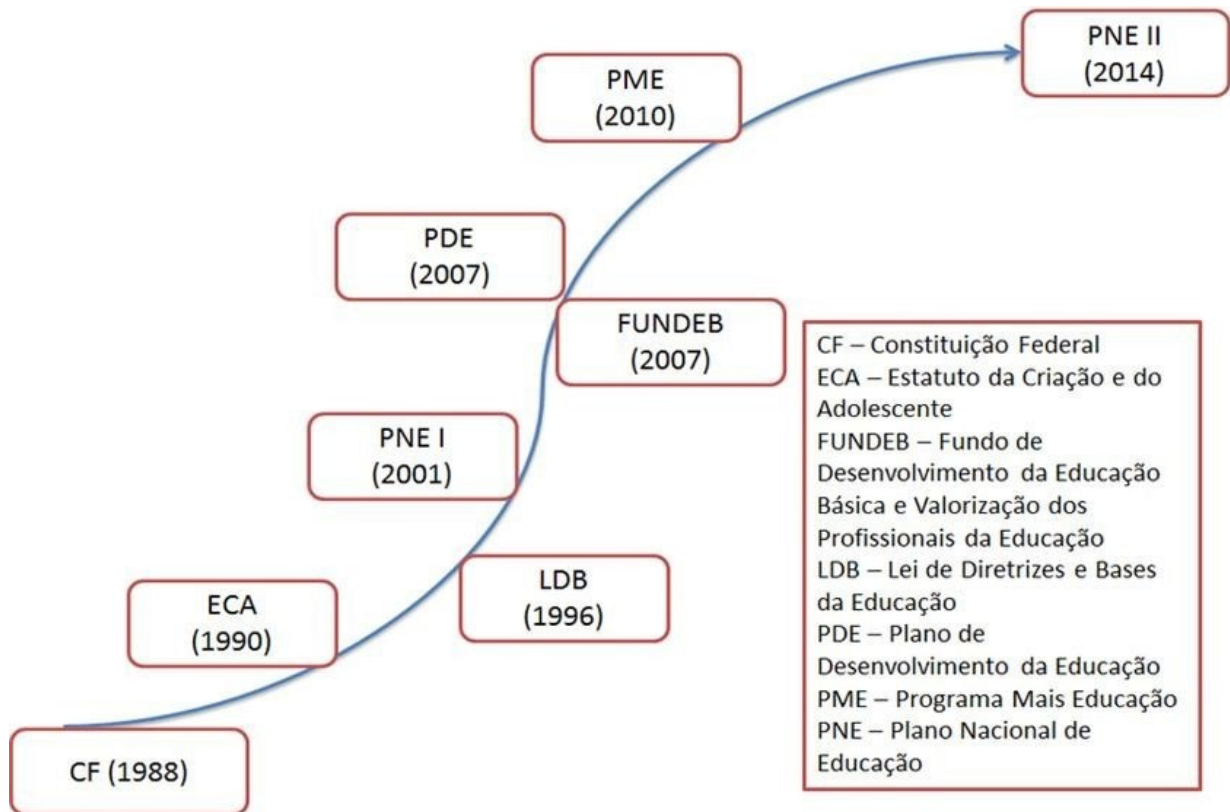 PNE II
(2014)
PME
(2010)
PDE
(2007)
FUNDEB
(2007)
PNE I
(2001)
LDB
(1996)
ECA
(1990)
CF (1988)
CF – Constituição Federal
ECA – Estatuto da Criação e do
Adolescente
FUNDEB – Fundo de
Desenvolvimento da Educação
Básica e Valorização dos
Profissionais da Educação
LDB – Lei de Diretrizes e Bases
da Educação
PDE – Plano de
Desenvolvimento da Educação
PME – Programa Mais Educação
PNE – Plano Nacional de
Educação